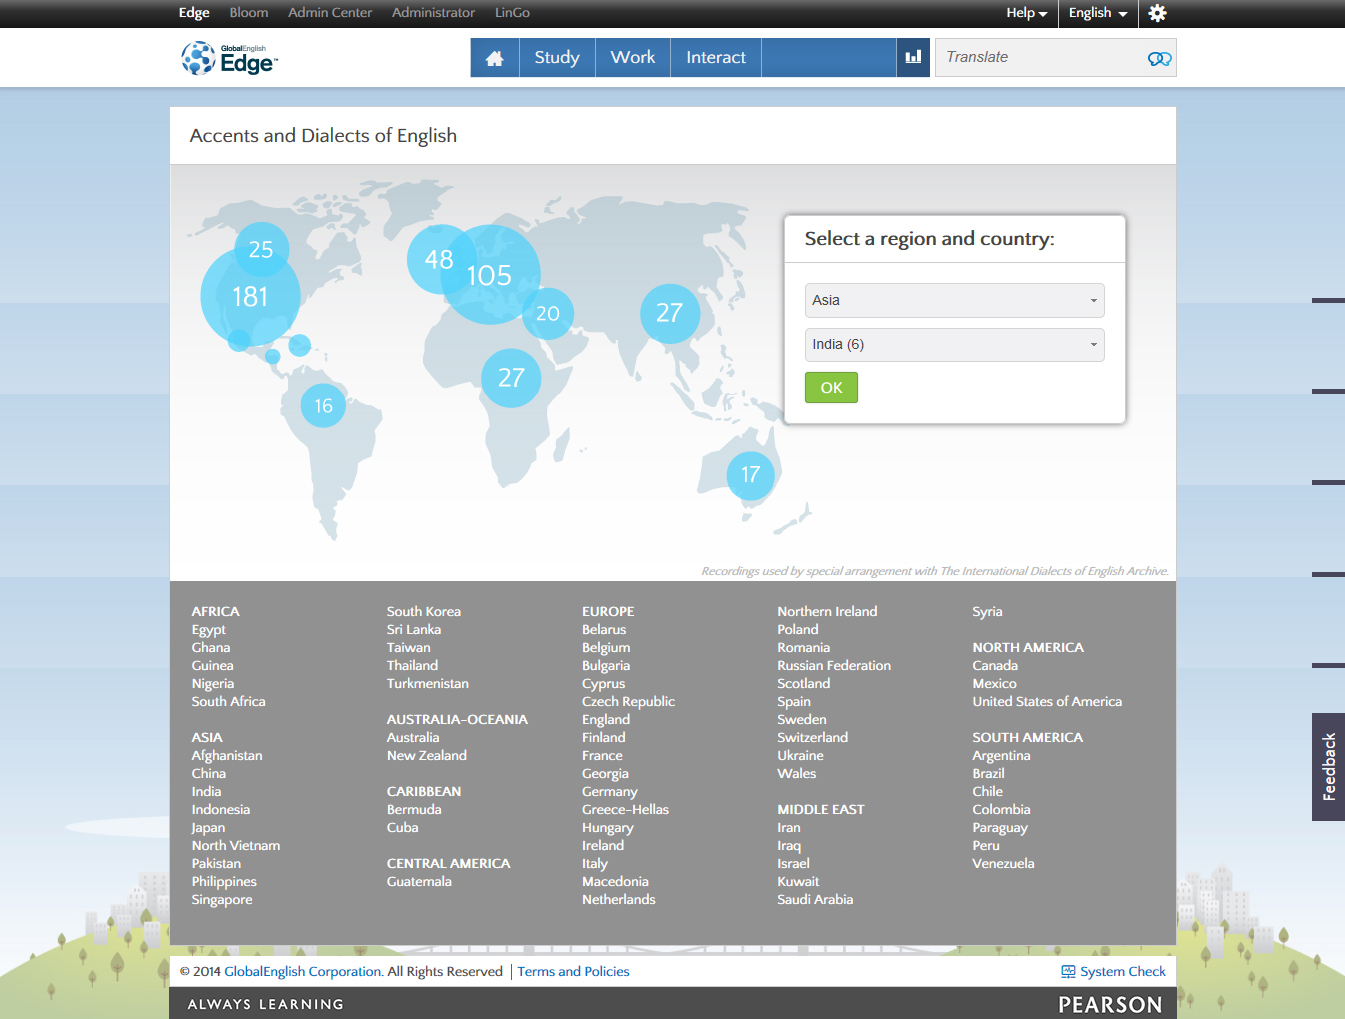 Edge Bloom Admin Center Administrator LinGo Help English
GlobalEnglish
Edge™
Study Work Interact Translate
Accents and Dialects of English
25
181
48
105
20
27
27
16
17
Select a region and country:
Asia
India (6)
OK
Recordings used by special arrangement with The International Dialects of English Archive.
AFRICA
Egypt
Ghana
Guinea
Nigeria
South Africa
ASIA
Afghanistan
China
India
Indonesia
Japan
North Vietnam
Pakistan
Philippines
Singapore
South Korea
Sri Lanka
Taiwan
Thailand
Turkmenistan
AUSTRALIA-OCEANIA
Australia
New Zealand
CARIBBEAN
Bermuda
Cuba
CENTRAL AMERICA
Guatemala
EUROPE
Belarus
Belgium
Bulgaria
Cyprus
Czech Republic
England
Finland
France
Georgia
Germany
Greece-Hellas
Hungary
Ireland
Italy
Macedonia
Netherlands
Northern Ireland
Poland
Romania
Russian Federation
Scotland
Spain
Sweden
Switzerland
Ukraine
Wales
MIDDLE EAST
Iran
Iraq
Israel
Kuwait
Saudi Arabia
Syria
NORTH AMERICA
Canada
Mexico
United States of America
SOUTH AMERICA
Argentina
Brazil
Chile
Colombia
Paraguay
Peru
Venezuela
Feedback
© 2014 GlobalEnglish Corporation. All Rights Reserved | Terms and Policies System Check
ALWAYS LEARNING PEARSON